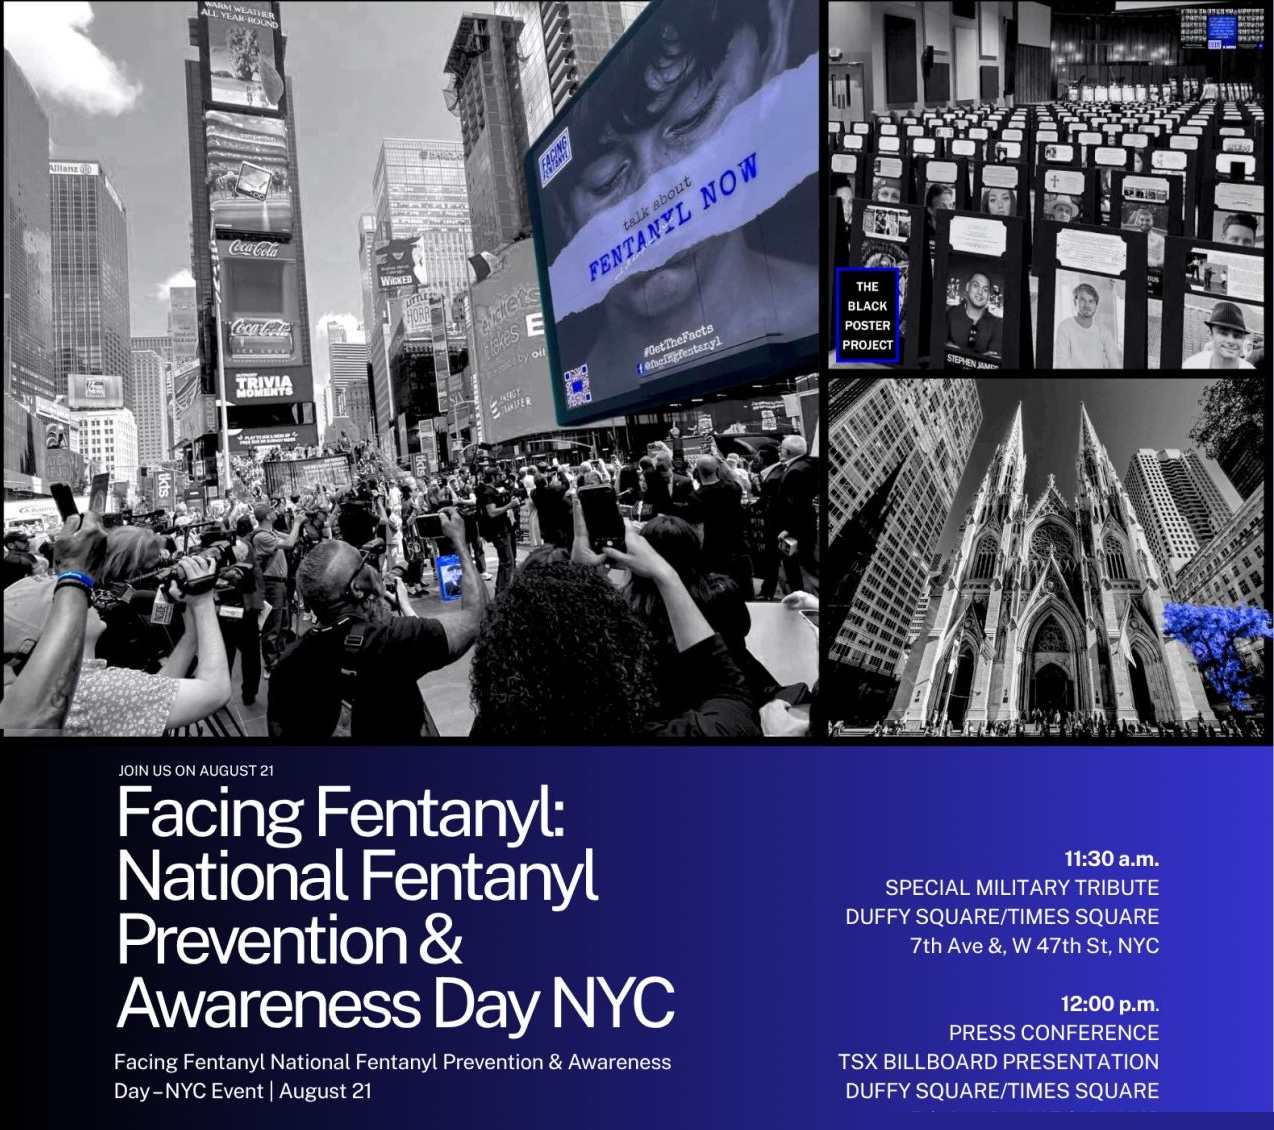 WARM WEATHER
ALL YEAR-ROUND
Allianz
Coca-Cola
Coca-Cola
TRIVIA
MOMENTS
WICKED
FACING
FENTANYL
talk about
FENTANYL NOW
#GetTheFacts
@facingfentanyl
ENERGY
TRANSFER
INSIDE
THE
BLACK
POSTER
PROJECT
STEPHEN JAMES
JOIN US ON AUGUST 21
Facing Fentanyl:
National Fentanyl
Prevention &
Awareness Day NYC
Facing Fentanyl National Fentanyl Prevention & Awareness
Day – NYC Event | August 21
11:30 a.m.
SPECIAL MILITARY TRIBUTE
DUFFY SQUARE/TIMES SQUARE
7th Ave &, W 47th St, NYC
12:00 p.m.
PRESS CONFERENCE
TSX BILLBOARD PRESENTATION
DUFFY SQUARE/TIMES SQUARE